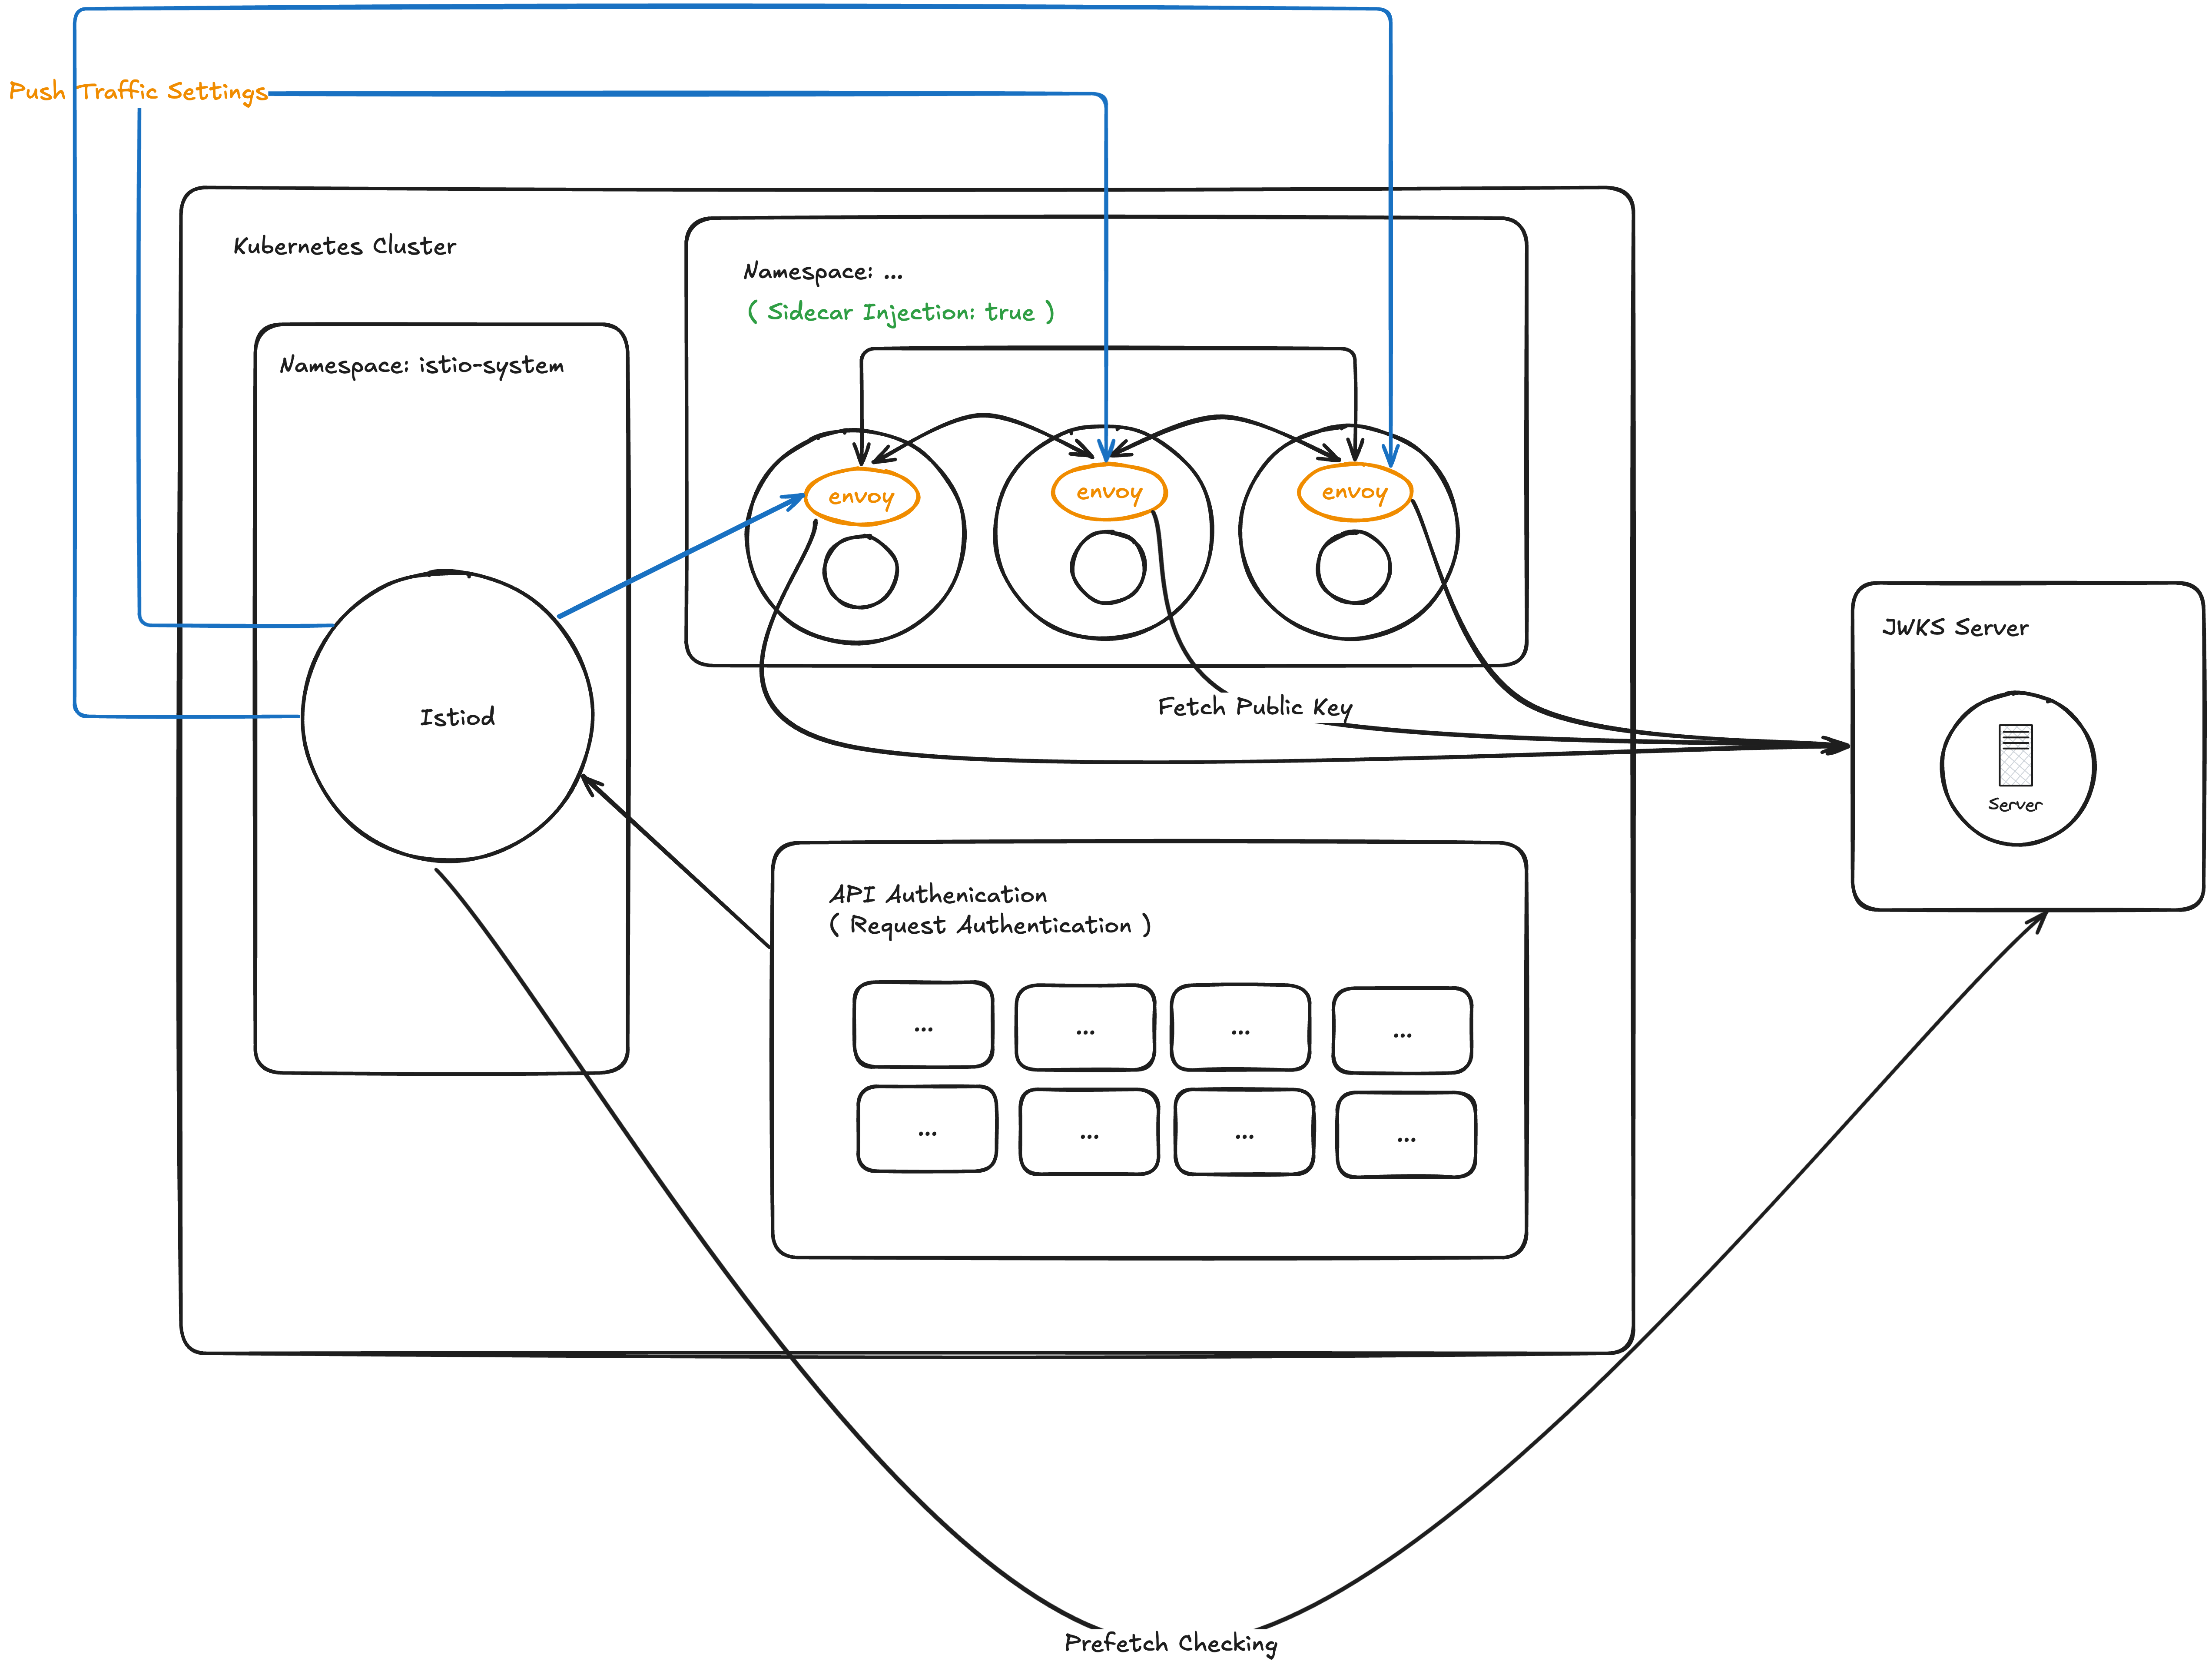 Push Traffic Settings
Kubernetes Cluster
Namespace: ...
( Sidecar Injection: true )
Namespace: istio-system
envoy
envoy
envoy
Istiod
Fetch Public Key
JWKS Server
Server
API Authenication
( Request Authentication )
...
...
...
...
...
...
...
...
Prefetch Checking